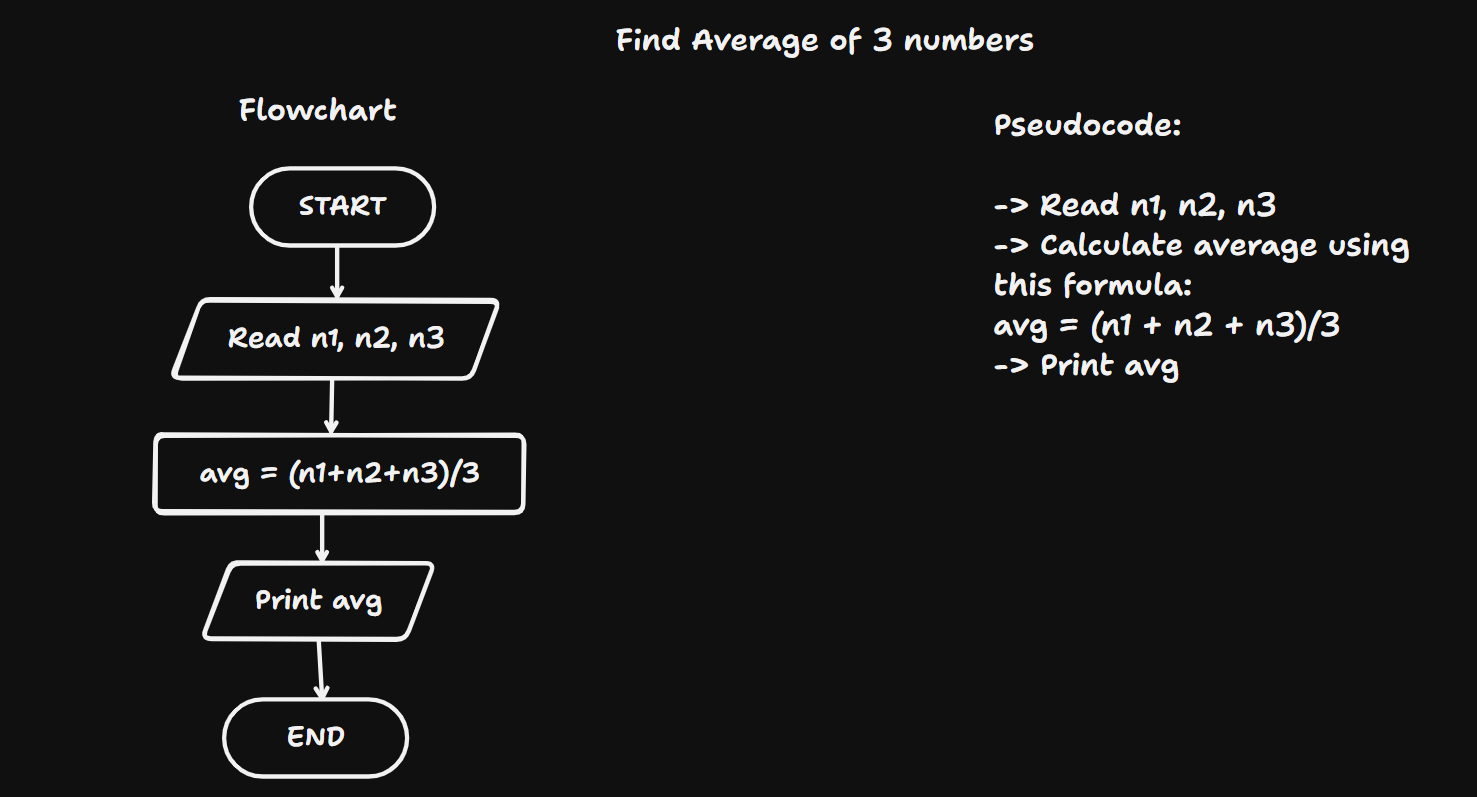 Find Average of 3 numbers
Flowchart
START
Read n1, n2, n3
avg = (n1+n2+n3)/3
Print avg
END
Pseudocode:
-> Read n1, n2, n3
-> Calculate average using
this formula:
avg = (n1 + n2 + n3)/3
-> Print avg